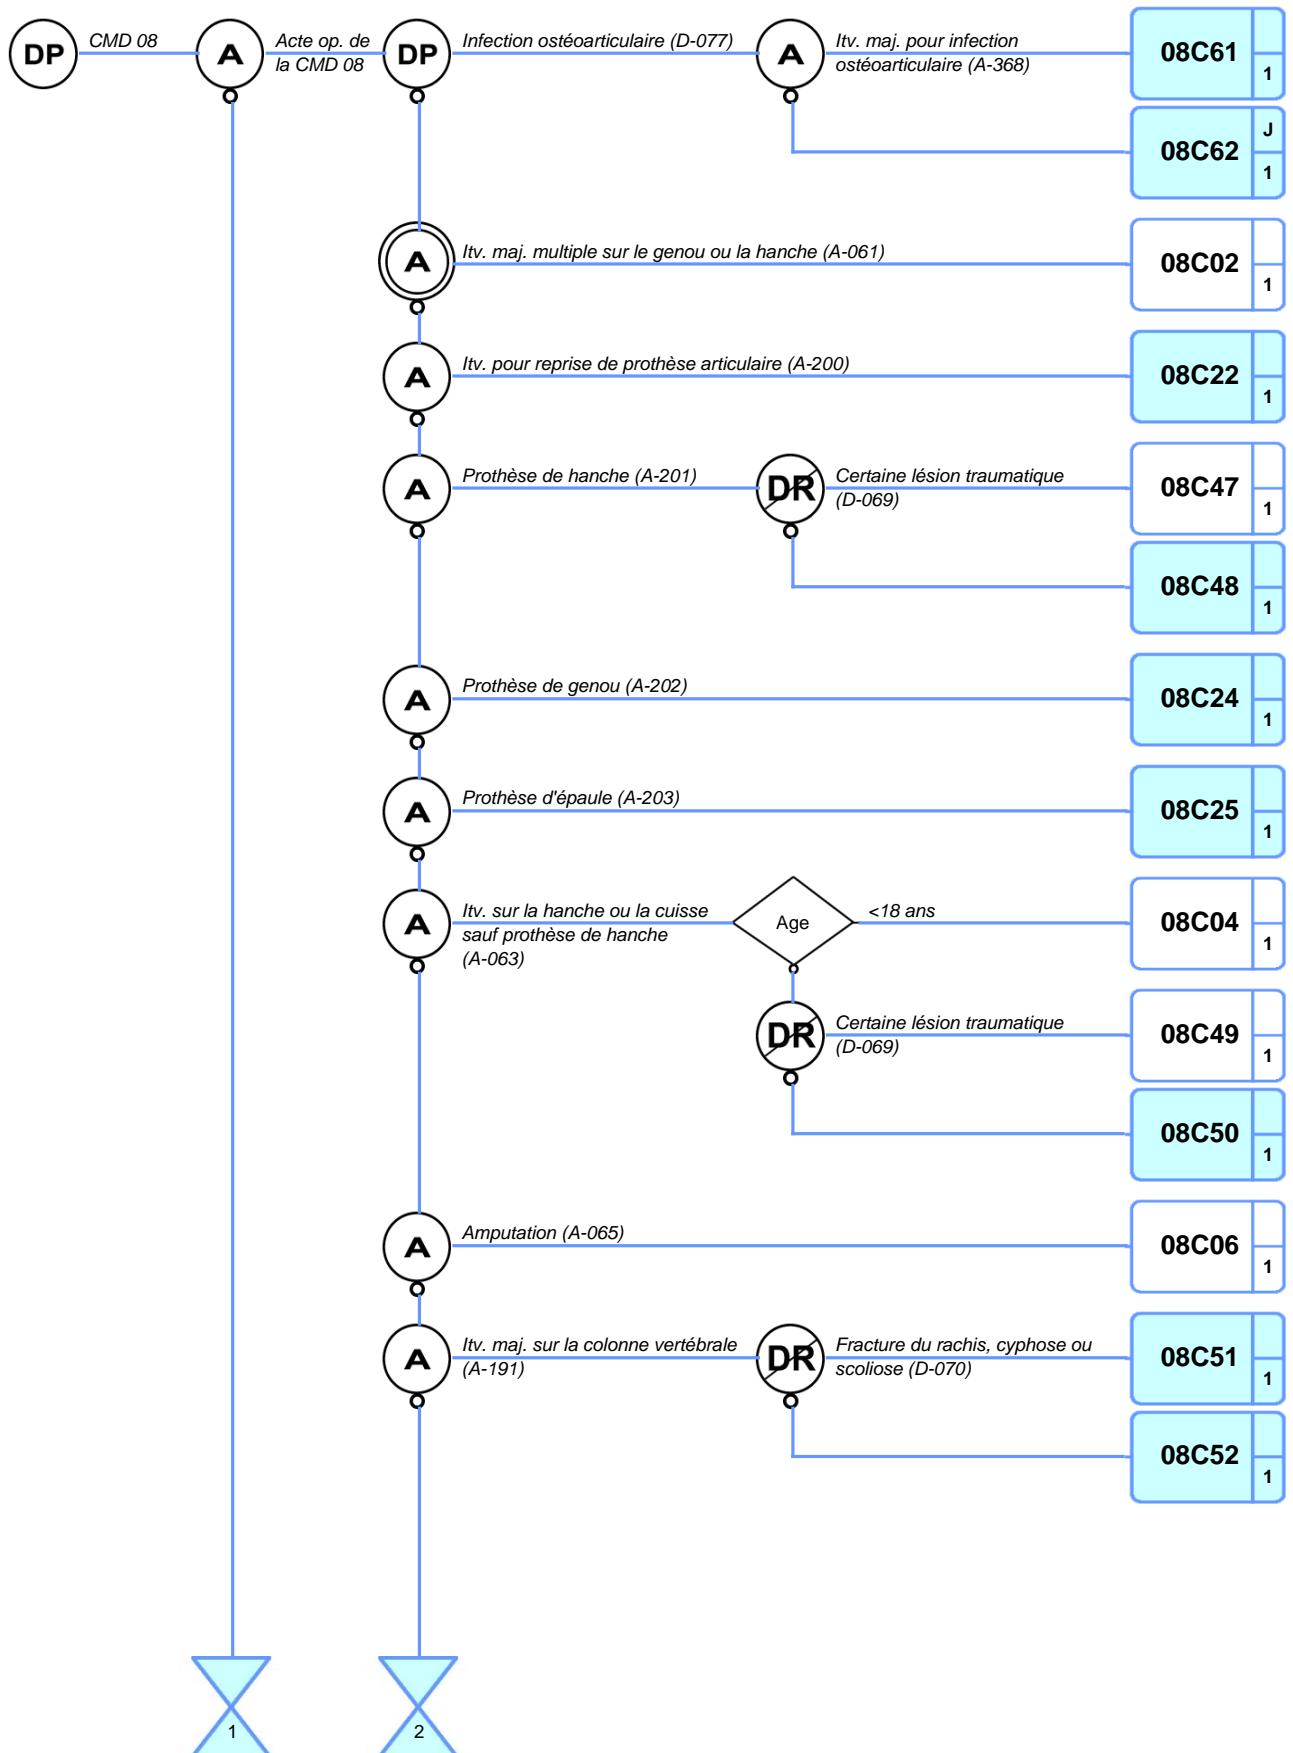 DP
CMD 08
A
Acte op. de
la CMD 08
DP
Infection ostéoarticulaire (D-077)
A
Itv. maj. pour infection
ostéoarticulaire (A-368)
08C61
1
08C62
J
1
A
Itv. maj. multiple sur le genou ou la hanche (A-061)
08C02
1
A
Itv. pour reprise de prothèse articulaire (A-200)
08C22
1
A
Prothèse de hanche (A-201)
DR
Certaine lésion traumatique
(D-069)
08C47
1
08C48
1
A
Prothèse de genou (A-202)
08C24
1
A
Prothèse d'épaule (A-203)
08C25
1
A
Itv. sur la hanche ou la cuisse
sauf prothèse de hanche
(A-063)
Age
<18 ans
08C04
1
DR
Certaine lésion traumatique
(D-069)
08C49
1
08C50
1
A
Amputation (A-065)
08C06
1
A
Itv. maj. sur la colonne vertébrale
(A-191)
DR
Fracture du rachis, cyphose ou
scoliose (D-070)
08C51
1
08C52
1
1
2